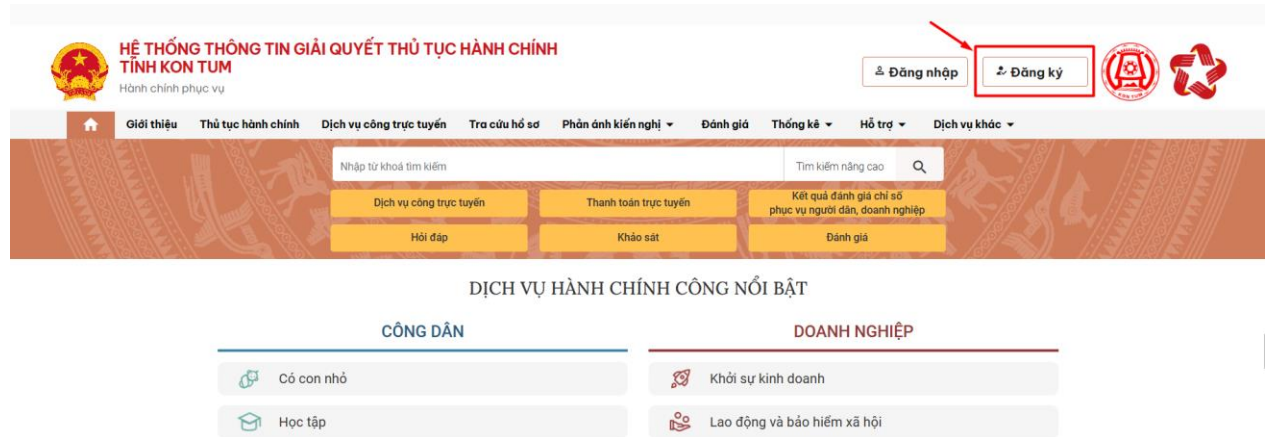 HỆ THỐNG THÔNG TIN GIẢI QUYẾT THỦ TỤC HÀNH CHÍNH
TỈNH KON TUM
Hành chính phục vụ
Đăng nhập
Đăng ký
KON TUM
Giới thiệu
Thủ tục hành chính
Dịch vụ công trực tuyến
Tra cứu hồ sơ
Phản ánh kiến nghị
Đánh giá
Thống kê
Hỗ trợ
Dịch vụ khác
Nhập từ khoá tìm kiếm
Tìm kiếm nâng cao
Dịch vụ công trực tuyến
Thanh toán trực tuyến
Kết quả đánh giá chỉ số
phục vụ người dân, doanh nghiệp
Hỏi đáp
Khảo sát
Đánh giá
DỊCH VỤ HÀNH CHÍNH CÔNG NỔI BẬT
CÔNG DÂN
DOANH NGHIỆP
Có con nhỏ
Khởi sự kinh doanh
Học tập
Lao động và bảo hiểm xã hội